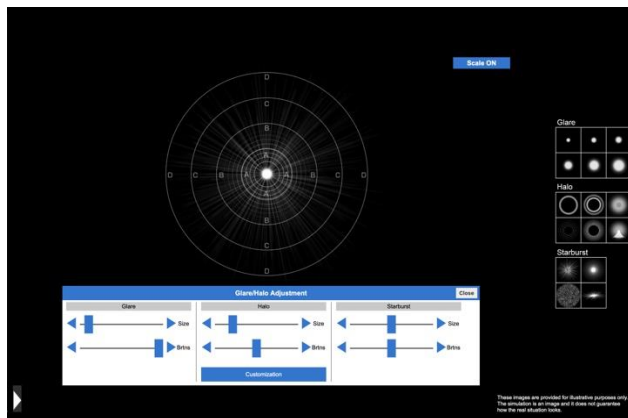 Scale ON
D
C
B
A
D C B A A B C D
A
B
C
D
Glare
Halo
Starburst
Glare/Halo Adjustment
Close
Glare Halo Starburst
Size Size Size
Brtns Brtns Brtns
Customization
These images are provided for illustrative purposes only.
The simulation is an image and it does not guarantee
how the real situation looks.